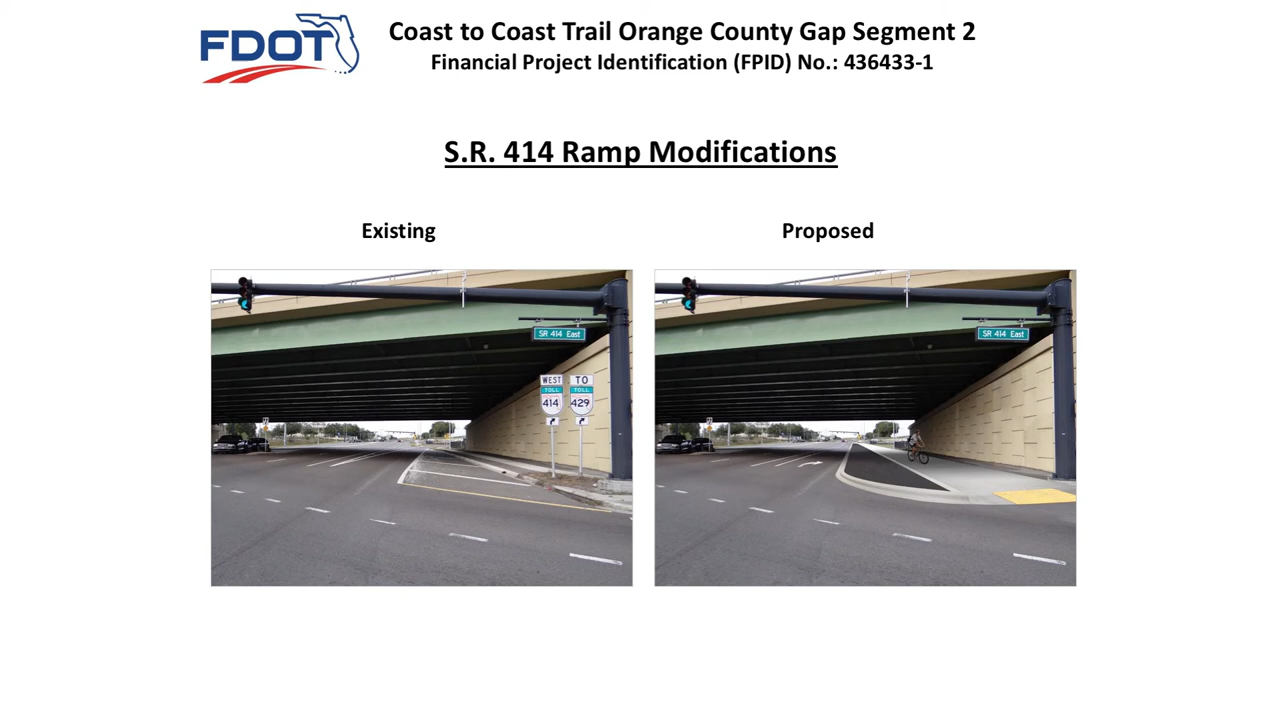 FDOT
Coast to Coast Trail Orange County Gap Segment 2
Financial Project Identification (FPID) No.: 436433-1
S.R. 414 Ramp Modifications
Existing
Proposed
SR 414 East
WEST TO
TOLL TOLL
414 429
SR 414 East